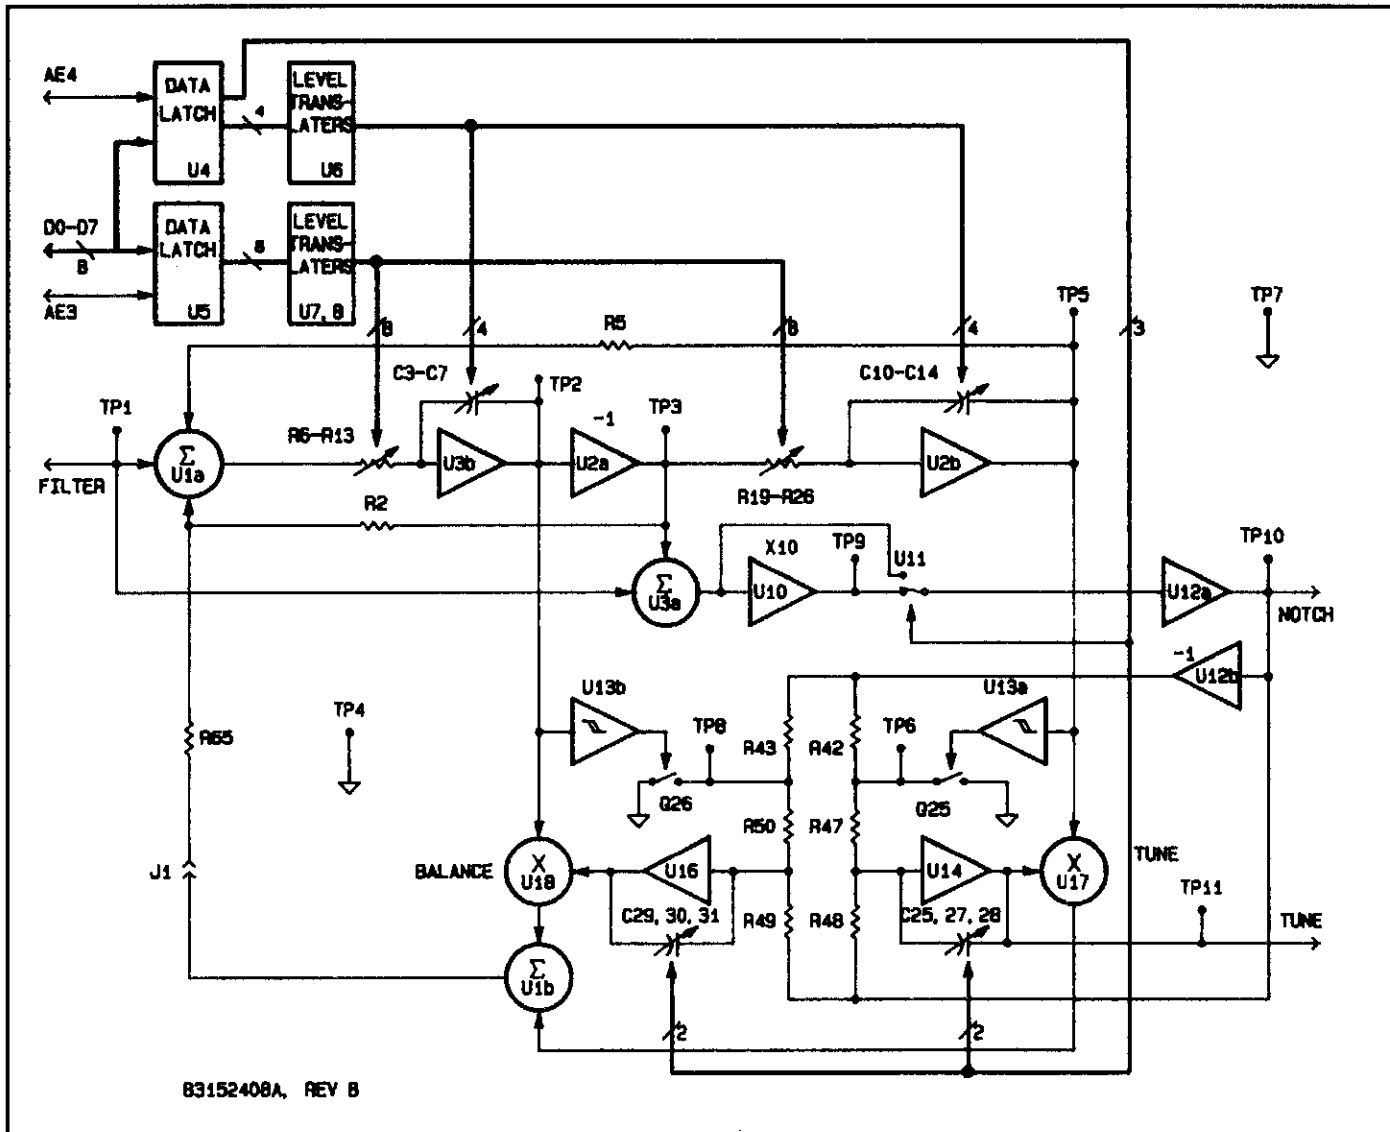 AE4
DATA
LATCH
U4
4
LEVEL
TRANS-
LATERS
U6
D0-D7
8
DATA
LATCH
U5
8
LEVEL
TRANS-
LATERS
U7, 8
AE3
8
4
8
4
TP5
3
TP7
R5
C3-C7
TP2
C10-C14
TP1
-1
TP3
Σ
U1a
R6-R13
U3b
U2a
U2b
FILTER
R19-R26
R2
X10
TP9
U11
TP10
Σ
U3a
U10
U12a
NOTCH
-1
U12b
U13b
U13a
TP4
TP8
TP6
R65
R43
R42
Q26
Q25
R50
R47
J1
BALANCE
X
U18
U16
U14
X
U17
TUNE
TP11
C29, 30, 31
R49
R48
C25, 27, 28
TUNE
Σ
U1b
2
2
83152408A, REV B